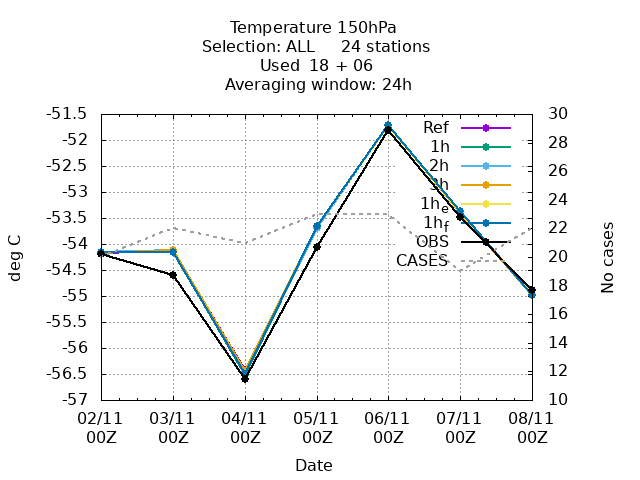 Temperature 150hPa
Selection: ALL 24 stations
Used 18 + 06
Averaging window: 24h
-51.5
-52
-52.5
-53
-53.5
-54
-54.5
-55
-55.5
-56
-56.5
-57
deg C
30
28
26
24
22
20
18
16
14
12
10
No cases
Ref
1h
2h
3h
1h_e
1h_f
OBS
CASES
02/11 03/11 04/11 05/11 06/11 07/11 08/11
00Z 00Z 00Z 00Z 00Z 00Z 00Z
Date